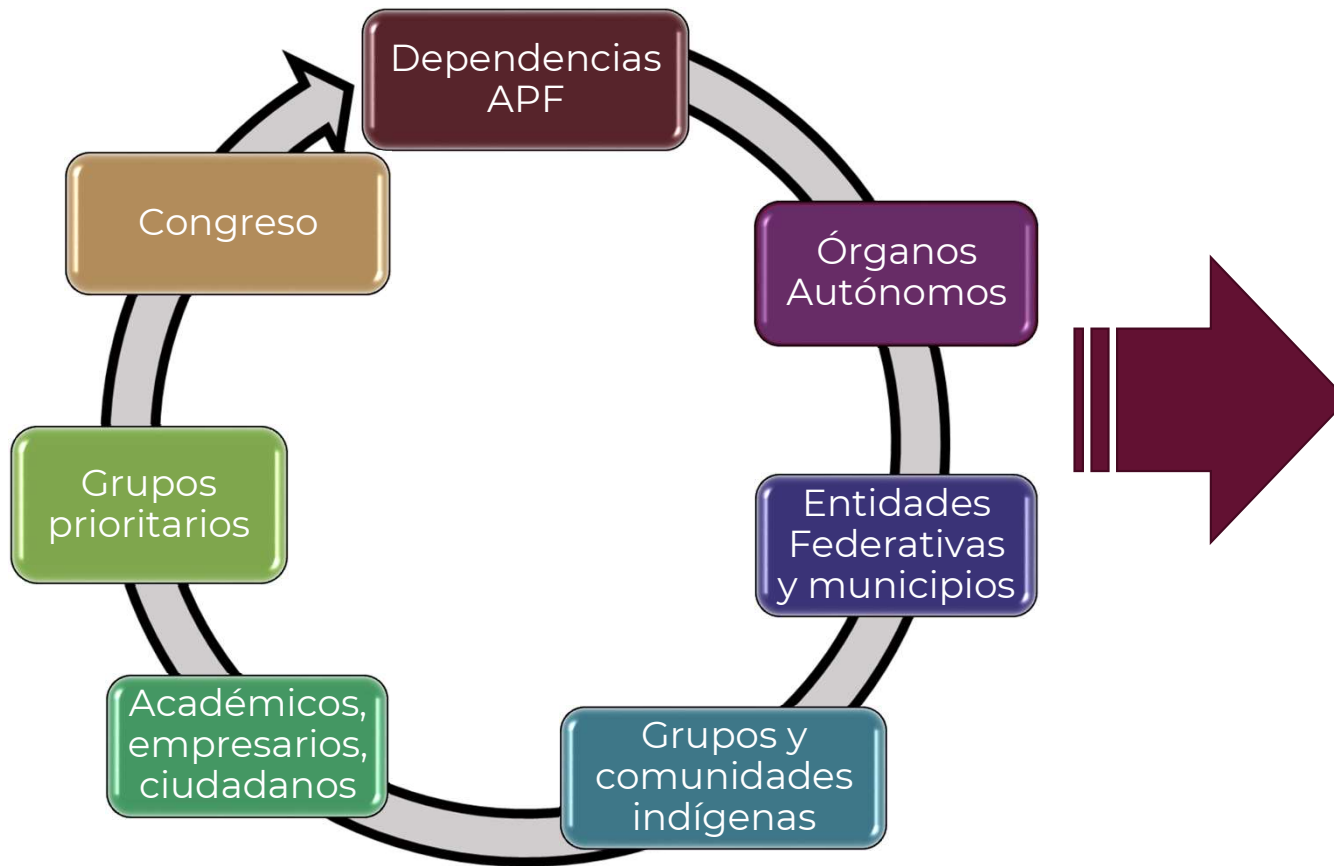 Dependencias
APF
Órganos
Autónomos
Entidades
Federativas
y municipios
Grupos y
comunidades
indígenas
Académicos,
empresarios,
ciudadanos
Grupos
prioritarios
Congreso